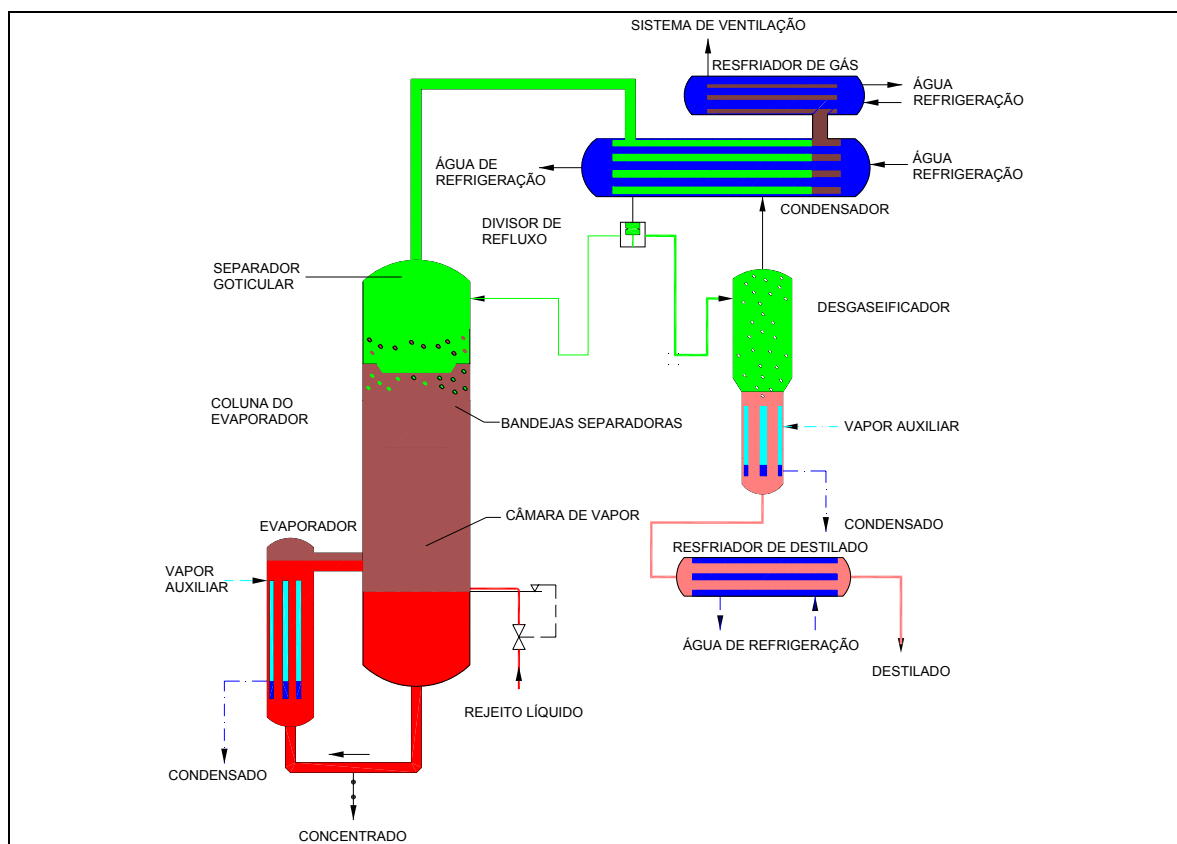 SISTEMA DE VENTILAÇÃO
RESFRIADOR DE GÁS
ÁGUA
REFRIGERAÇÃO
ÁGUA DE
REFRIGERAÇÃO
ÁGUA
REFRIGERAÇÃO
CONDENSADOR
DIVISOR DE
REFLUXO
SEPARADOR
GOTICULAR
DESGASEIFICADOR
COLUNA DO
EVAPORADOR
BANDEJAS SEPARADORAS
VAPOR AUXILIAR
CÂMARA DE VAPOR
CONDENSADO
EVAPORADOR
RESFRIADOR DE DESTILADO
VAPOR
AUXILIAR
ÁGUA DE REFRIGERAÇÃO
DESTILADO
REJEITO LÍQUIDO
CONDENSADO
CONCENTRADO